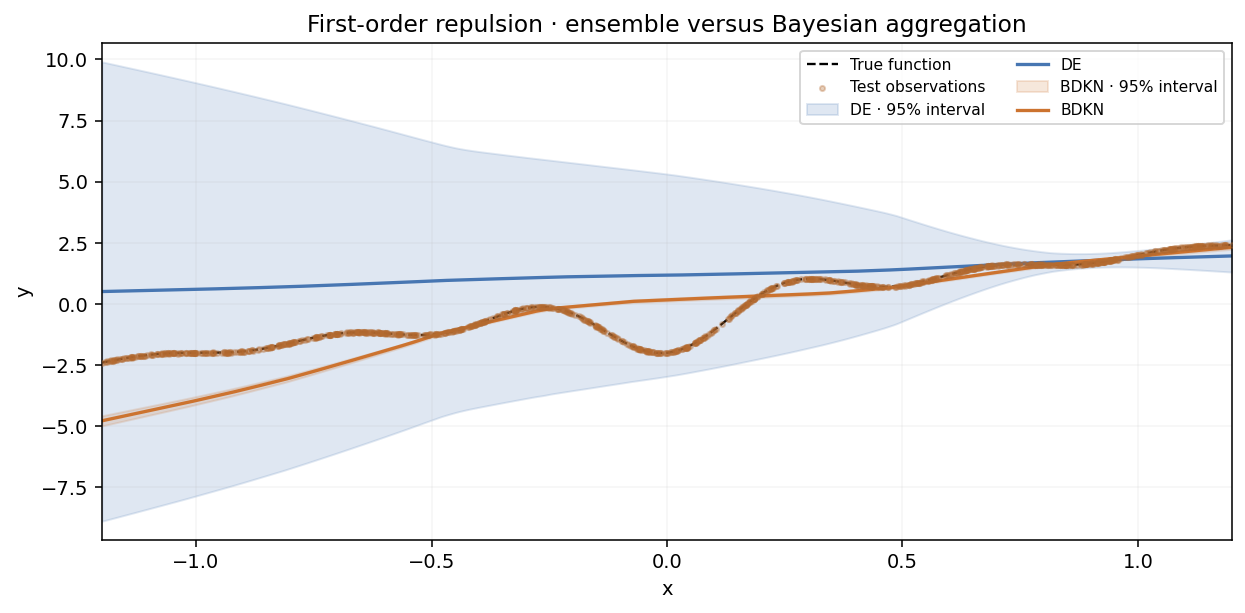 First-order repulsion · ensemble versus Bayesian aggregation
True function
Test observations
DE · 95% interval
DE
BDKN · 95% interval
BDKN
y
10.0
7.5
5.0
2.5
0.0
−2.5
−5.0
−7.5
−1.0
−0.5
0.0
0.5
1.0
x